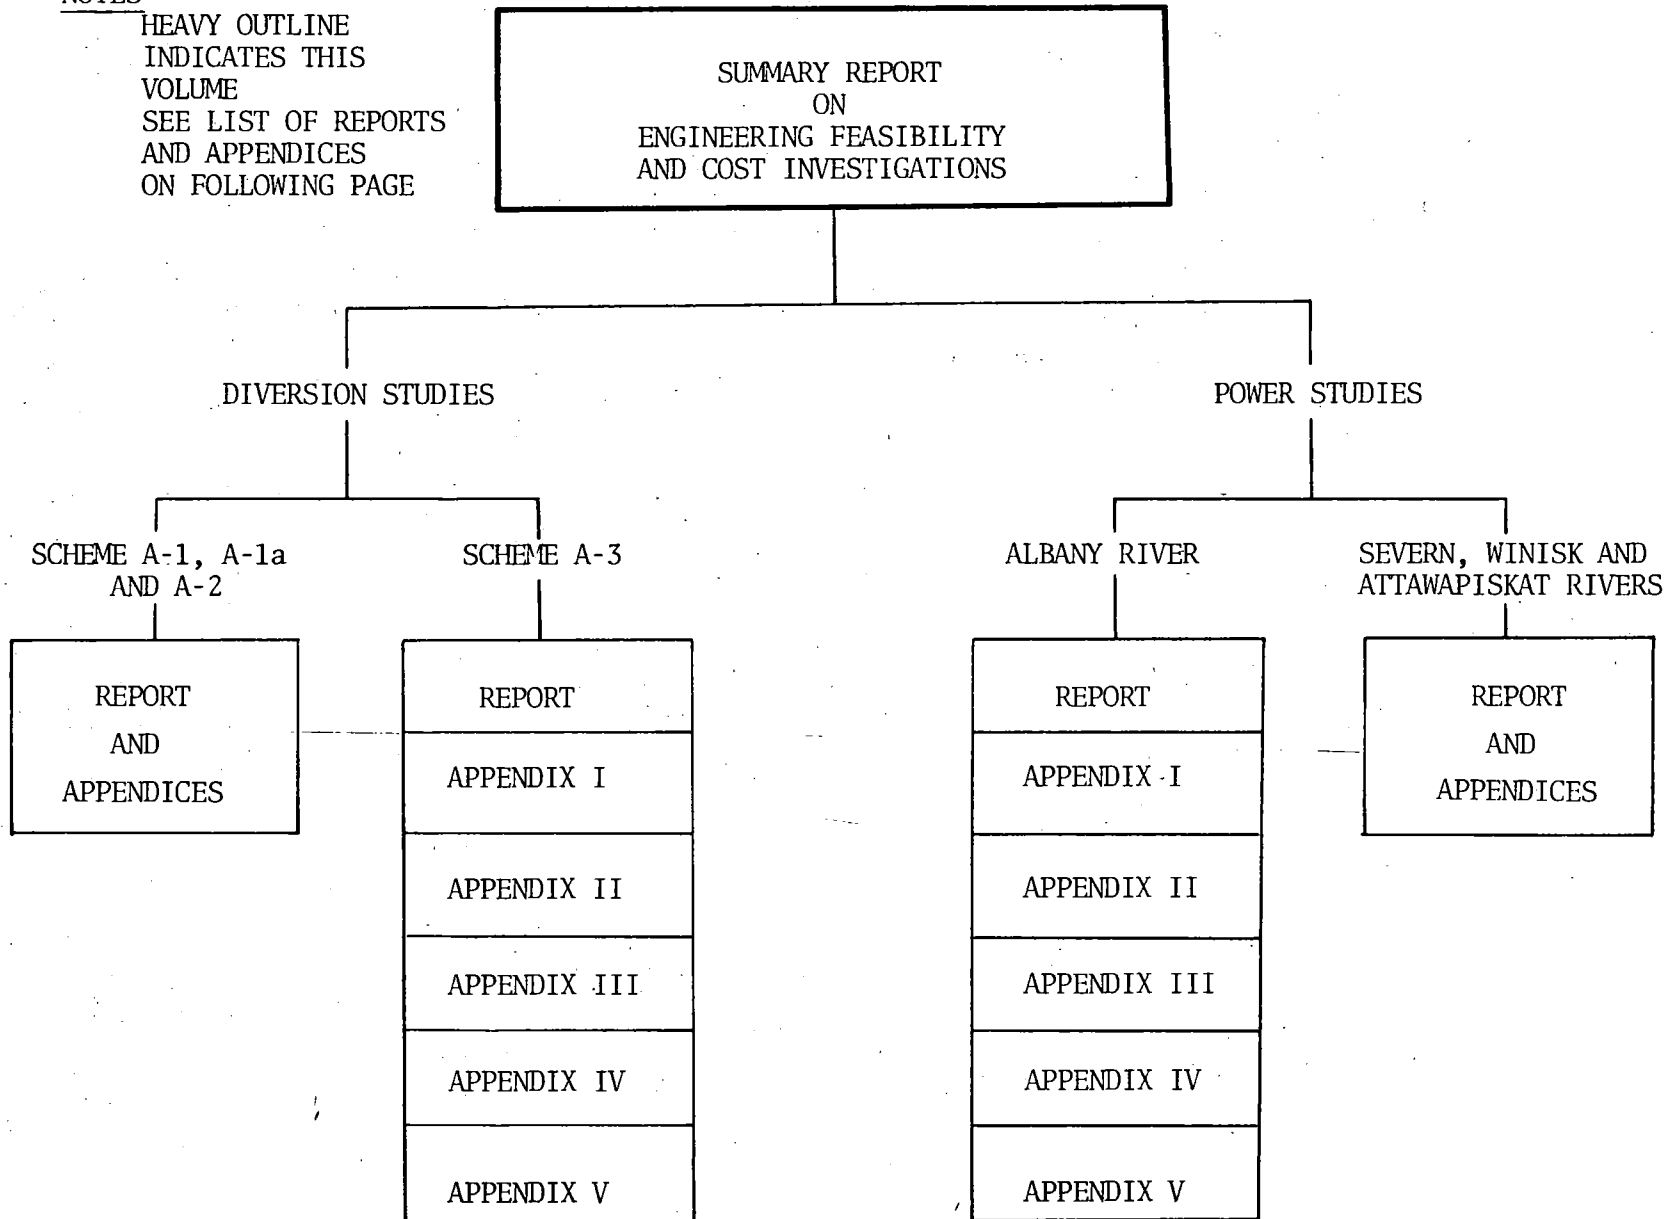 NOTES
HEAVY OUTLINE
INDICATES THIS
VOLUME
SEE LIST OF REPORTS
AND APPENDICES
ON FOLLOWING PAGE
SUMMARY REPORT
ON
ENGINEERING FEASIBILITY
AND COST INVESTIGATIONS
DIVERSION STUDIES
POWER STUDIES
SCHEME A-1, A-1a
AND A-2
SCHEME A-3
ALBANY RIVER
SEVERN, WINISK AND
ATTAWAPISKAT RIVERS
REPORT
AND
APPENDICES
REPORT
APPENDIX I
APPENDIX II
APPENDIX III
APPENDIX IV
APPENDIX V
REPORT
APPENDIX I
APPENDIX II
APPENDIX III
APPENDIX IV
APPENDIX V
REPORT
AND
APPENDICES